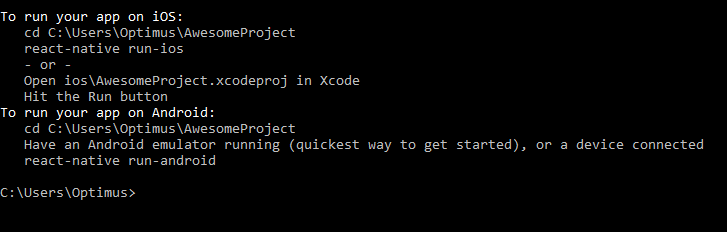 To run your app on iOS:
cd C:\Users\Optimus\AwesomeProject
react-native run-ios
- or -
Open ios\AwesomeProject.xcodeproj in Xcode
Hit the Run button
To run your app on Android:
cd C:\Users\Optimus\AwesomeProject
Have an Android emulator running (quickest way to get started), or a device connected
react-native run-android
C:\Users\Optimus>